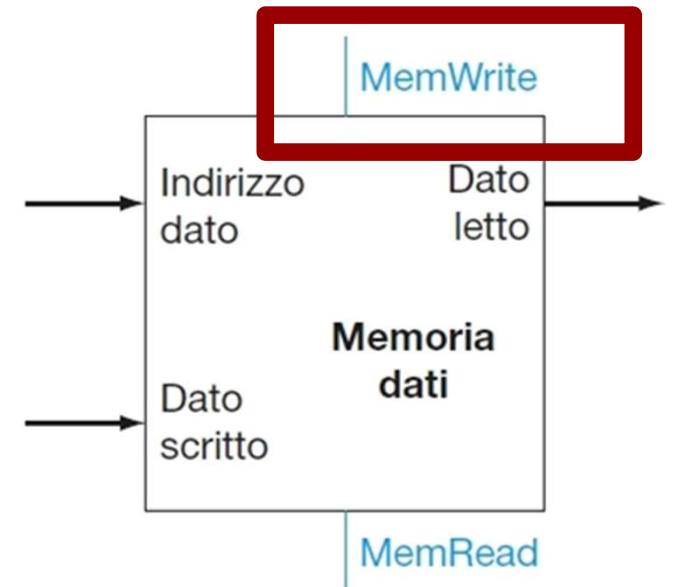 MemWrite
Indirizzo
dato
Dato
letto
Memoria
dati
Dato
scritto
MemRead